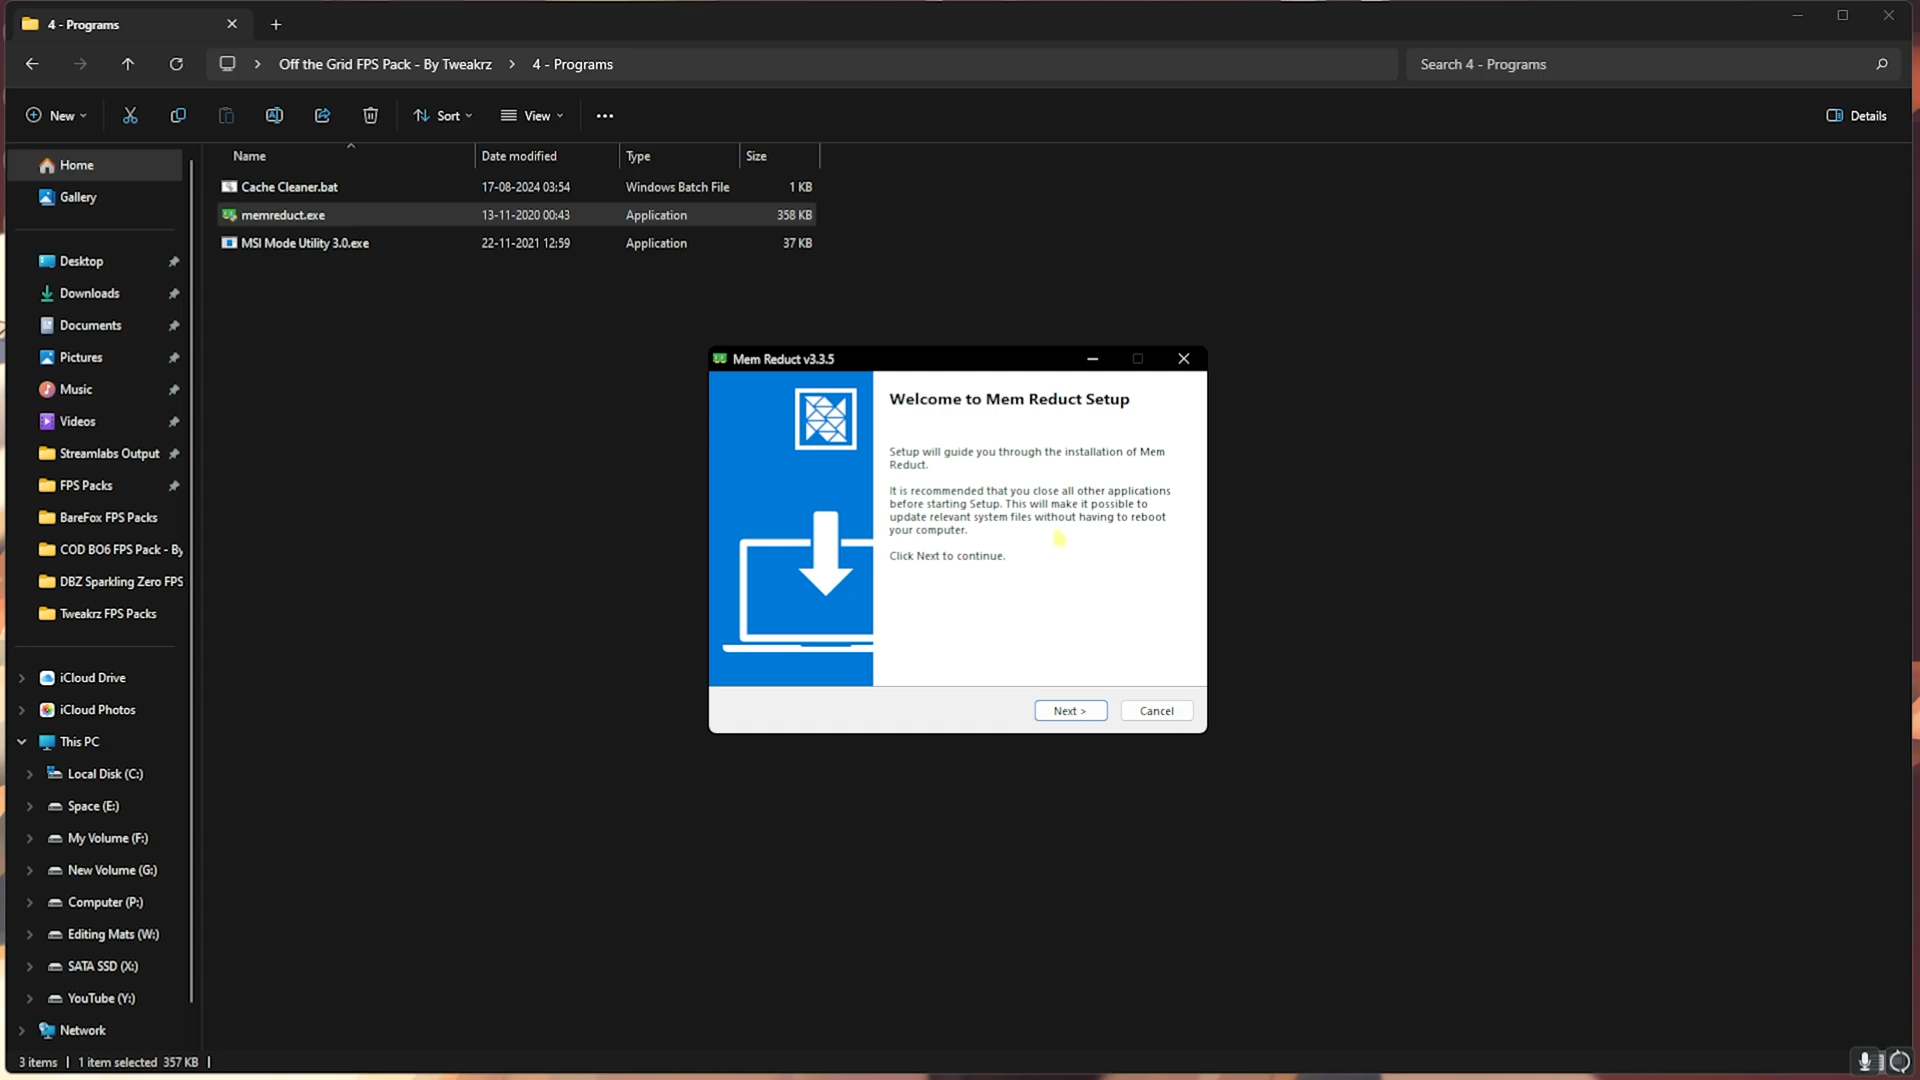 4 - Programs
Off the Grid FPS Pack - By Tweakrz > 4 - Programs
Search 4 - Programs
New
Sort
View
Details
Name Date modified Type Size
Cache Cleaner.bat 17-08-2024 03:54 Windows Batch File 1 KB
memreduct.exe 13-11-2020 00:43 Application 358 KB
MSI Mode Utility 3.0.exe 22-11-2021 12:59 Application 37 KB
Home
Gallery
Desktop
Downloads
Documents
Pictures
Music
Videos
Streamlabs Output
FPS Packs
BareFox FPS Packs
COD BO6 FPS Pack - By
DBZ Sparkling Zero FPS
Tweakrz FPS Packs
iCloud Drive
iCloud Photos
This PC
Local Disk (C:)
Space (E:)
My Volume (F:)
New Volume (G:)
Computer (P:)
Editing Mats (W:)
SATA SSD (X:)
YouTube (Y:)
Network
Mem Reduct v3.3.5
Welcome to Mem Reduct Setup
Setup will guide you through the installation of Mem
Reduct.
It is recommended that you close all other applications
before starting Setup. This will make it possible to
update relevant system files without having to reboot
your computer.
Click Next to continue.
Next >
Cancel
3 items | 1 item selected 357 KB |